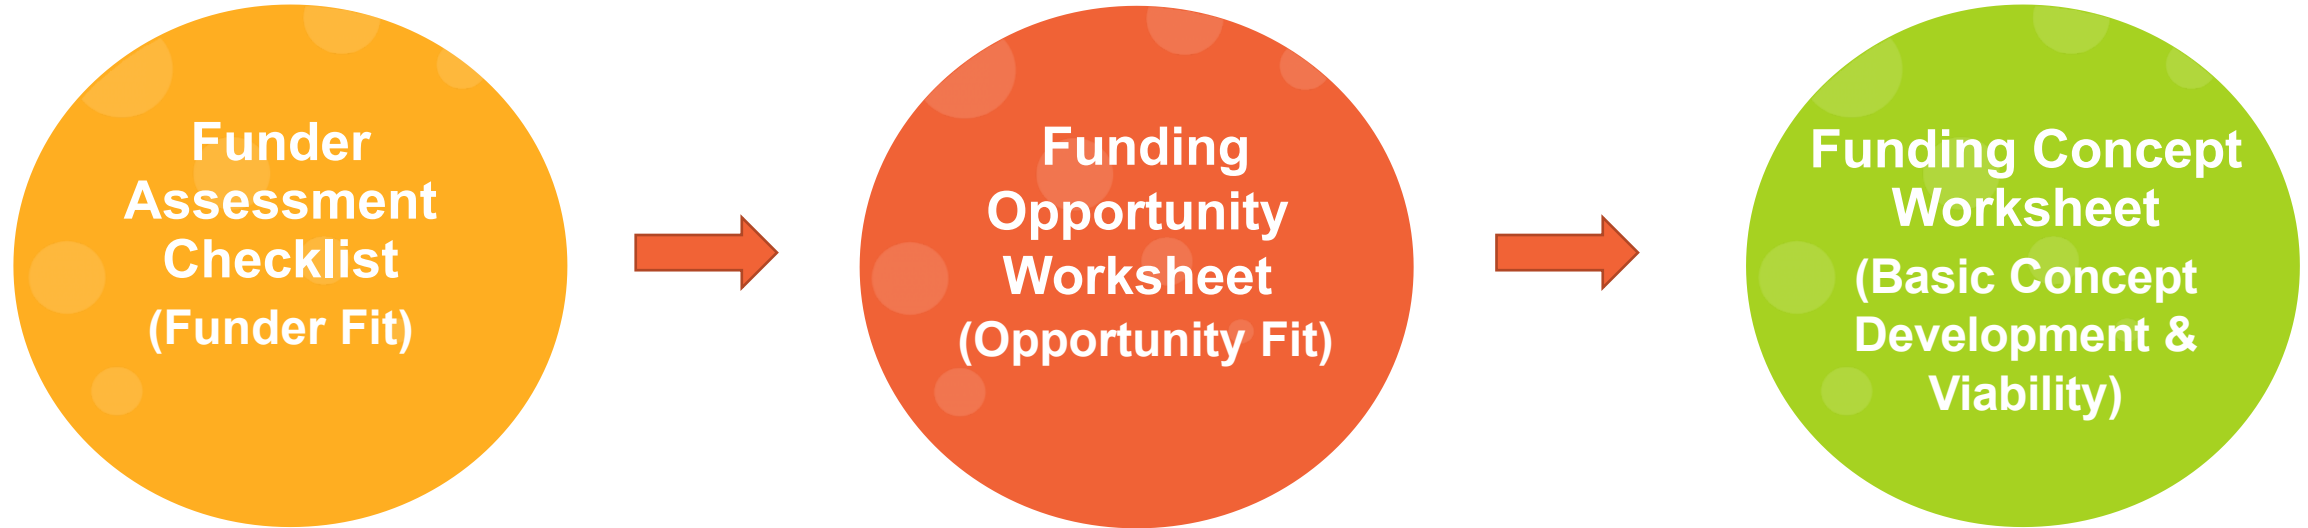 Funder
Assessment
Checklist
(Funder Fit)
Funding
Opportunity
Worksheet
(Opportunity Fit)
Funding Concept
Worksheet
(Basic Concept
Development &
Viability)